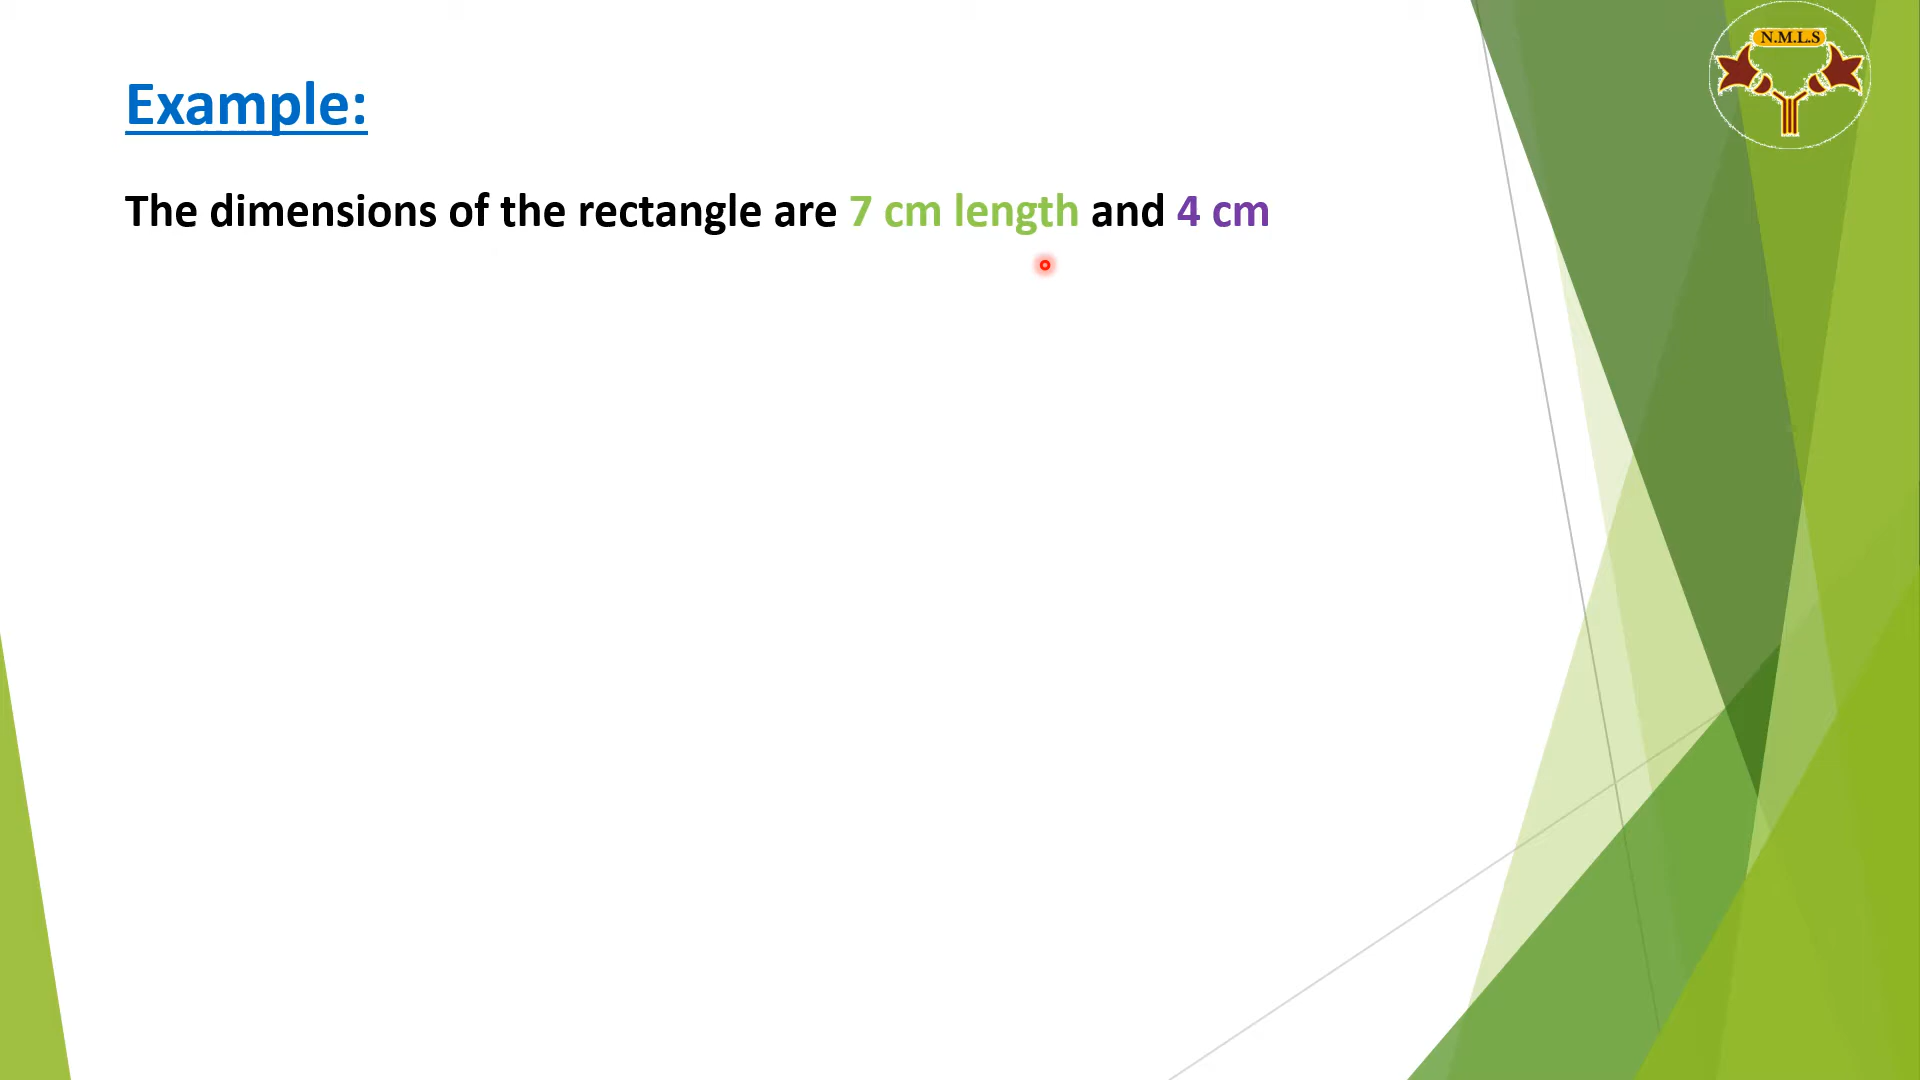 N.M.L.S
Example:
The dimensions of the rectangle are 7 cm length and 4 cm